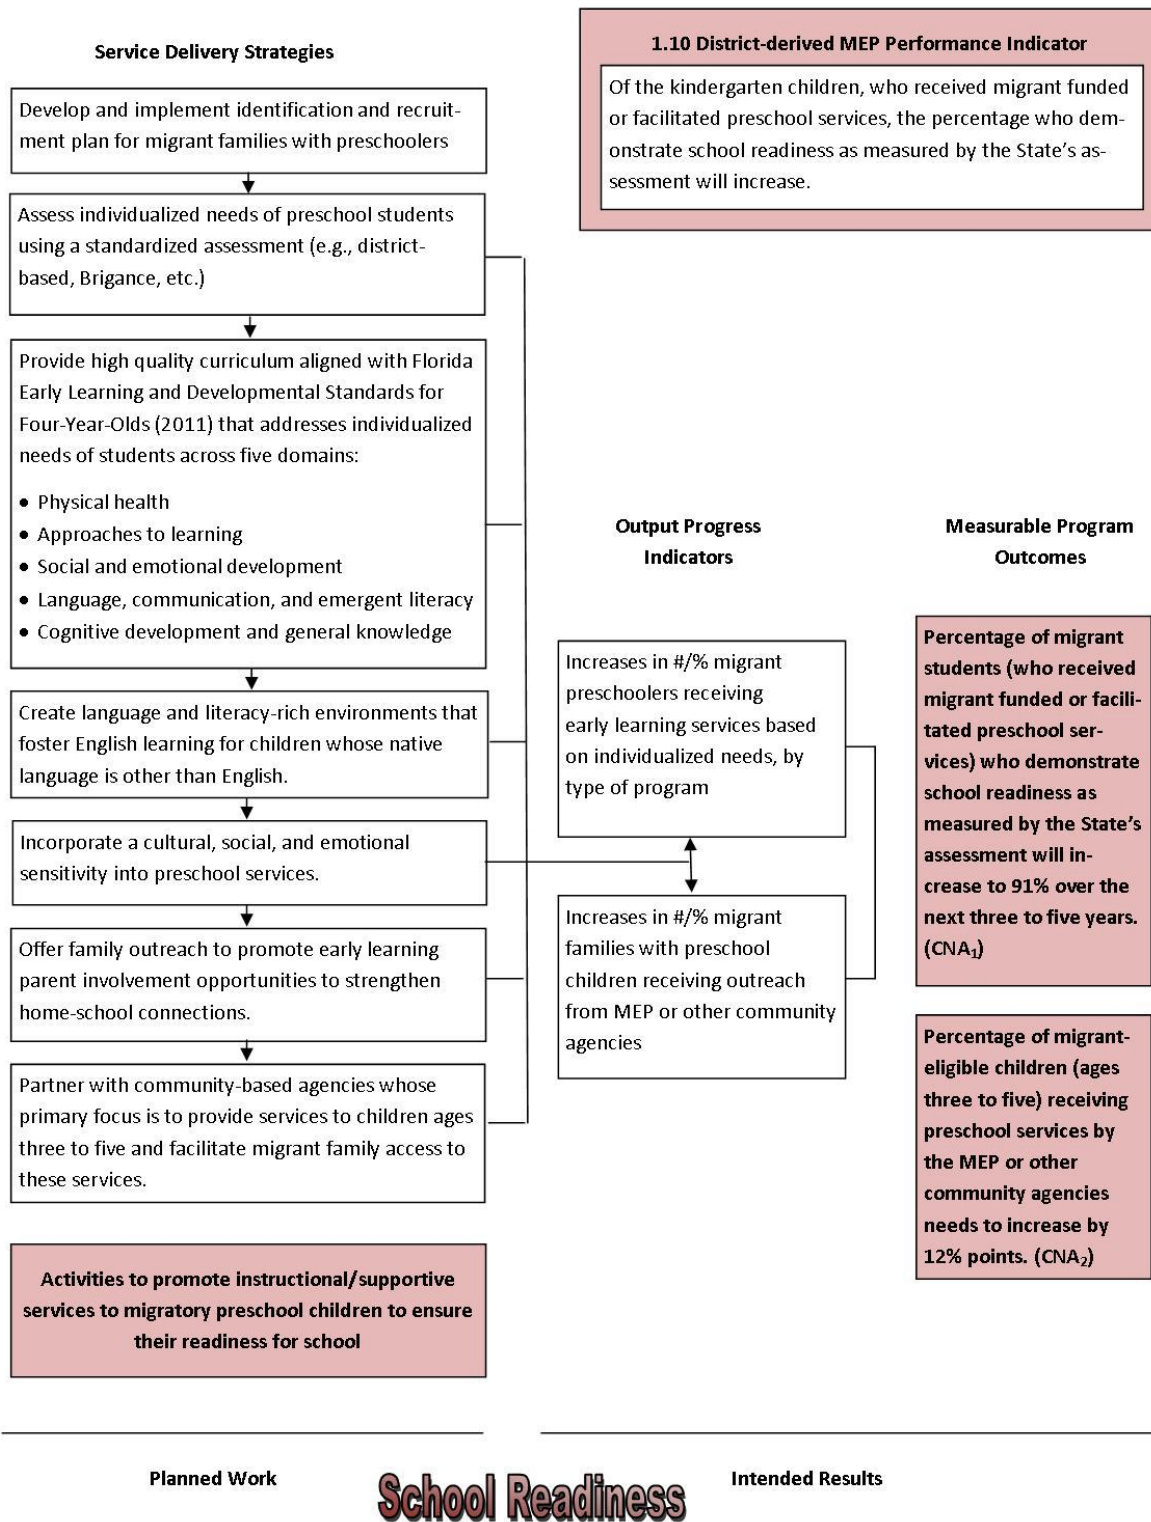 Service Delivery Strategies
Develop and implement identification and recruit-
ment plan for migrant families with preschoolers
Assess individualized needs of preschool students
using a standardized assessment (e.g., district-
based, Brigance, etc.)
Provide high quality curriculum aligned with Florida
Early Learning and Developmental Standards for
Four-Year-Olds (2011) that addresses individualized
needs of students across five domains:
• Physical health
• Approaches to learning
• Social and emotional development
• Language, communication, and emergent literacy
• Cognitive development and general knowledge
Create language and literacy-rich environments that
foster English learning for children whose native
language is other than English.
Incorporate a cultural, social, and emotional
sensitivity into preschool services.
Offer family outreach to promote early learning
parent involvement opportunities to strengthen
home-school connections.
Partner with community-based agencies whose
primary focus is to provide services to children ages
three to five and facilitate migrant family access to
these services.
Activities to promote instructional/supportive
services to migratory preschool children to ensure
their readiness for school
1.10 District-derived MEP Performance Indicator
Of the kindergarten children, who received migrant funded
or facilitated preschool services, the percentage who dem-
onstrate school readiness as measured by the State's as-
sessment will increase.
Output Progress
Indicators
Increases in #/% migrant
preschoolers receiving
early learning services based
on individualized needs, by
type of program
Increases in #/% migrant
families with preschool
children receiving outreach
from MEP or other community
agencies
Measurable Program
Outcomes
Percentage of migrant
students (who received
migrant funded or facili-
tated preschool ser-
vices) who demonstrate
school readiness as
measured by the State's
assessment will in-
crease to 91% over the
next three to five years.
(CNA₁)
Percentage of migrant-
eligible children (ages
three to five) receiving
preschool services by
the MEP or other
community agencies
needs to increase by
12% points. (CNA₂)
Planned Work
School Readiness
Intended Results